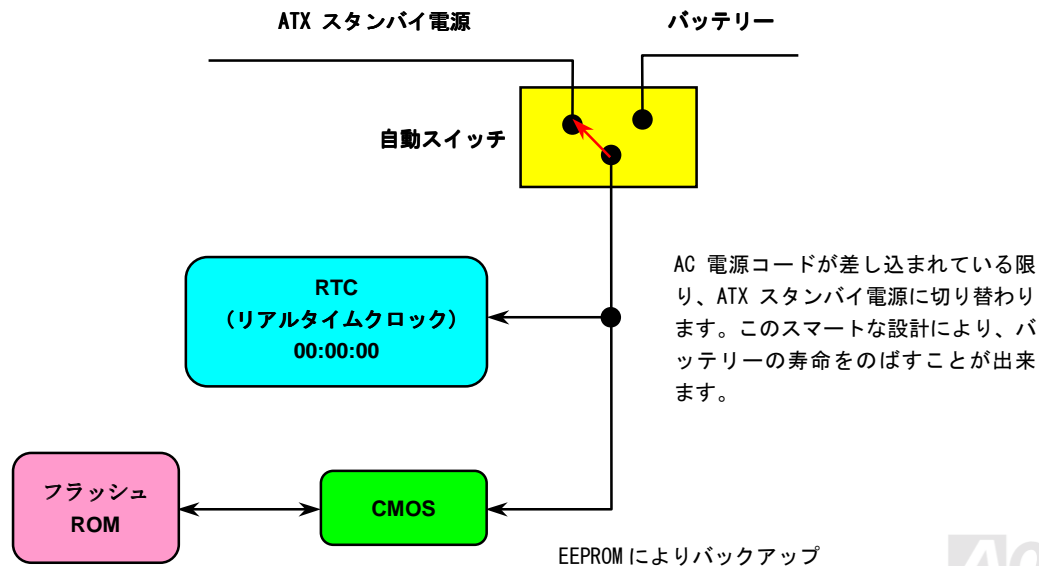 ATX スタンバイ電源
バッテリー
自動スイッチ
RTC
（リアルタイムクロック）
00:00:00
AC 電源コードが差し込まれている限
り、ATX スタンバイ電源に切り替わり
ます。このスマートな設計により、バ
ッテリーの寿命をのばすことが出来
ます。
フラッシュ
ROM
CMOS
EEPROM によりバックアップ